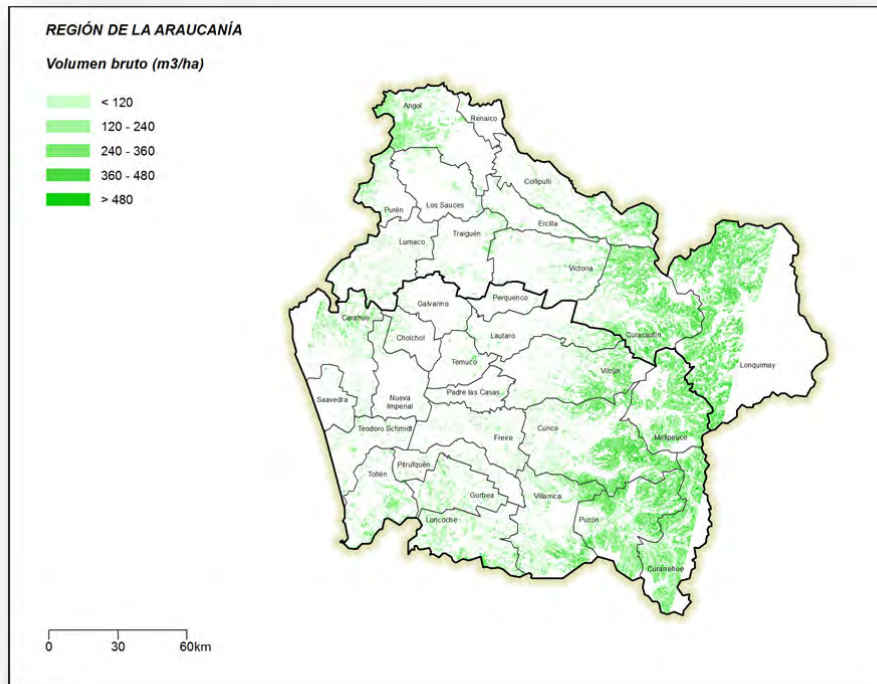 REGIÓN DE LA ARAUCANÍA
Volumen bruto (m3/ha)
< 120
120 - 240
240 - 360
360 - 480
> 480
Angol
Renaico
Collipulli
Los Sauces
Purén
Ercilla
Traiguén
Lumaco
Victoria
Perquenco
Galvarino
Carahue
Curacautín
Cholchol
Lautaro
Temuco
Lonquimay
Vilcún
Padre las Casas
Saavedra
Nueva
Imperial
Teodoro Schmidt
Cunco
Freire
Melipeuco
Pitrufquén
Toltén
Gorbea
Villarrica
Loncoche
Pucón
Curarrehue
0 30 60km